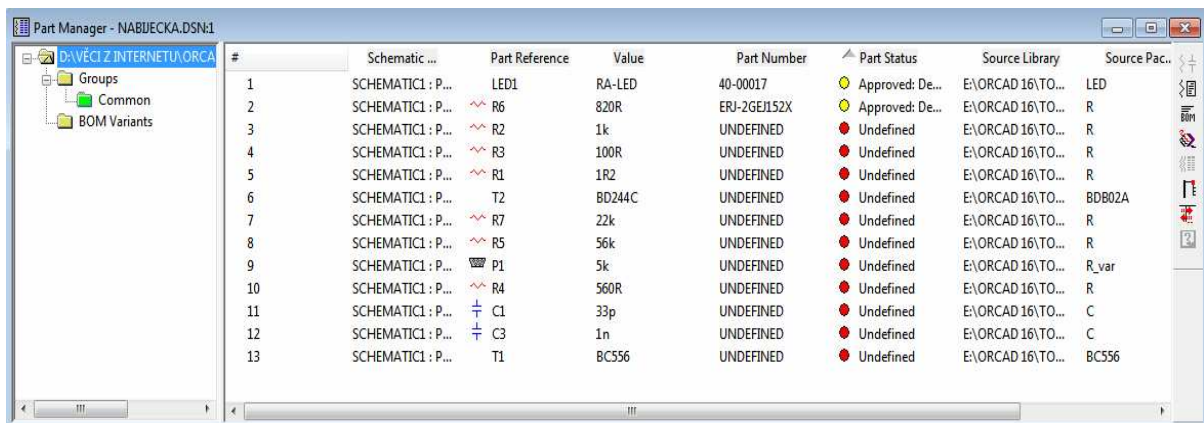 Part Manager - NABIJECKA.DSN:1
D:\VĚCI Z INTERNETU\ORCA
Groups
Common
BOM Variants
# Schematic ... Part Reference Value Part Number Part Status Source Library Source Pac..
1 SCHEMATIC1 : P... LED1 RA-LED 40-00017 Approved: De... E:\ORCAD 16\TO... LED
2 SCHEMATIC1 : P... R6 820R ERJ-2GEJ152X Approved: De... E:\ORCAD 16\TO... R
3 SCHEMATIC1 : P... R2 1k UNDEFINED Undefined E:\ORCAD 16\TO... R
4 SCHEMATIC1 : P... R3 100R UNDEFINED Undefined E:\ORCAD 16\TO... R
5 SCHEMATIC1 : P... R1 1R2 UNDEFINED Undefined E:\ORCAD 16\TO... R
6 SCHEMATIC1 : P... T2 BD244C UNDEFINED Undefined E:\ORCAD 16\TO... BDB02A
7 SCHEMATIC1 : P... R7 22k UNDEFINED Undefined E:\ORCAD 16\TO... R
8 SCHEMATIC1 : P... R5 56k UNDEFINED Undefined E:\ORCAD 16\TO... R
9 SCHEMATIC1 : P... P1 5k UNDEFINED Undefined E:\ORCAD 16\TO... R_var
10 SCHEMATIC1 : P... R4 560R UNDEFINED Undefined E:\ORCAD 16\TO... R
11 SCHEMATIC1 : P... C1 33p UNDEFINED Undefined E:\ORCAD 16\TO... C
12 SCHEMATIC1 : P... C3 1n UNDEFINED Undefined E:\ORCAD 16\TO... C
13 SCHEMATIC1 : P... T1 BC556 UNDEFINED Undefined E:\ORCAD 16\TO... BC556
BOM